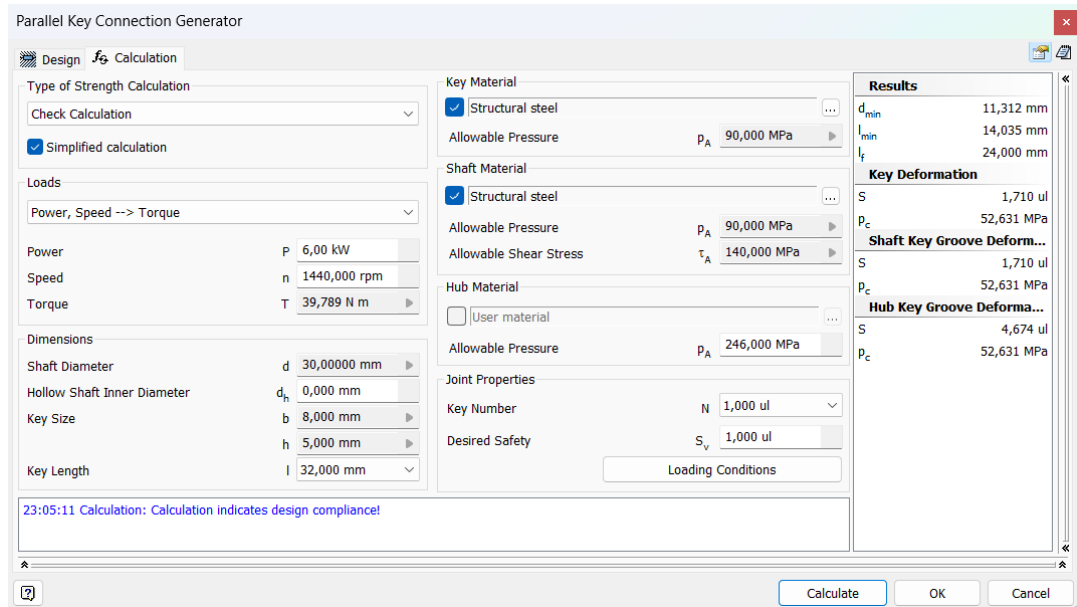 Parallel Key Connection Generator
Design
fG Calculation
Type of Strength Calculation
Check Calculation
Simplified calculation
Loads
Power, Speed --> Torque
Power P 6,00 kW
Speed n 1440,000 rpm
Torque T 39,789 N m
Dimensions
Shaft Diameter d 30,00000 mm
Hollow Shaft Inner Diameter dh 0,000 mm
Key Size b 8,000 mm
h 5,000 mm
Key Length l 32,000 mm
Key Material
Structural steel ...
Allowable Pressure pA 90,000 MPa
Shaft Material
Structural steel ...
Allowable Pressure pA 90,000 MPa
Allowable Shear Stress τA 140,000 MPa
Hub Material
User material ...
Allowable Pressure pA 246,000 MPa
Joint Properties
Key Number N 1,000 ul
Desired Safety Sv 1,000 ul
Loading Conditions
Results
dmin 11,312 mm
lmin 14,035 mm
lf 24,000 mm
Key Deformation
S 1,710 ul
pc 52,631 MPa
Shaft Key Groove Deform...
S 1,710 ul
pc 52,631 MPa
Hub Key Groove Deforma...
S 4,674 ul
pc 52,631 MPa
23:05:11 Calculation: Calculation indicates design compliance!
?
Calculate
OK
Cancel